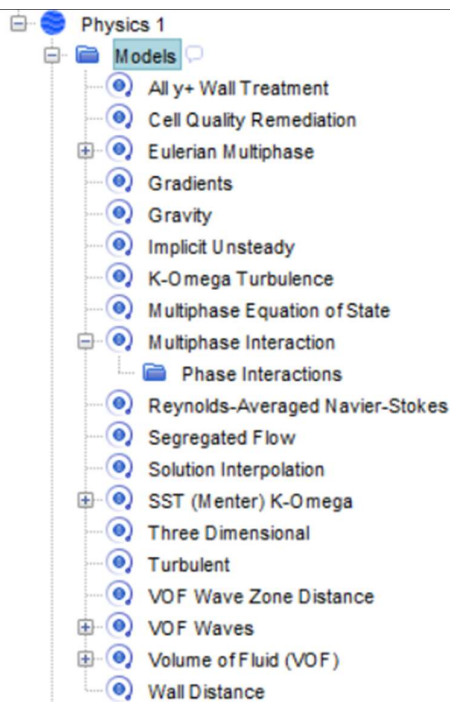 Physics 1
Models
All y+ Wall Treatment
Cell Quality Remediation
Eulerian Multiphase
Gradients
Gravity
Implicit Unsteady
K-Omega Turbulence
Multiphase Equation of State
Multiphase Interaction
Phase Interactions
Reynolds-Averaged Navier-Stokes
Segregated Flow
Solution Interpolation
SST (Menter) K-Omega
Three Dimensional
Turbulent
VOF Wave Zone Distance
VOF Waves
Volume of Fluid (VOF)
Wall Distance